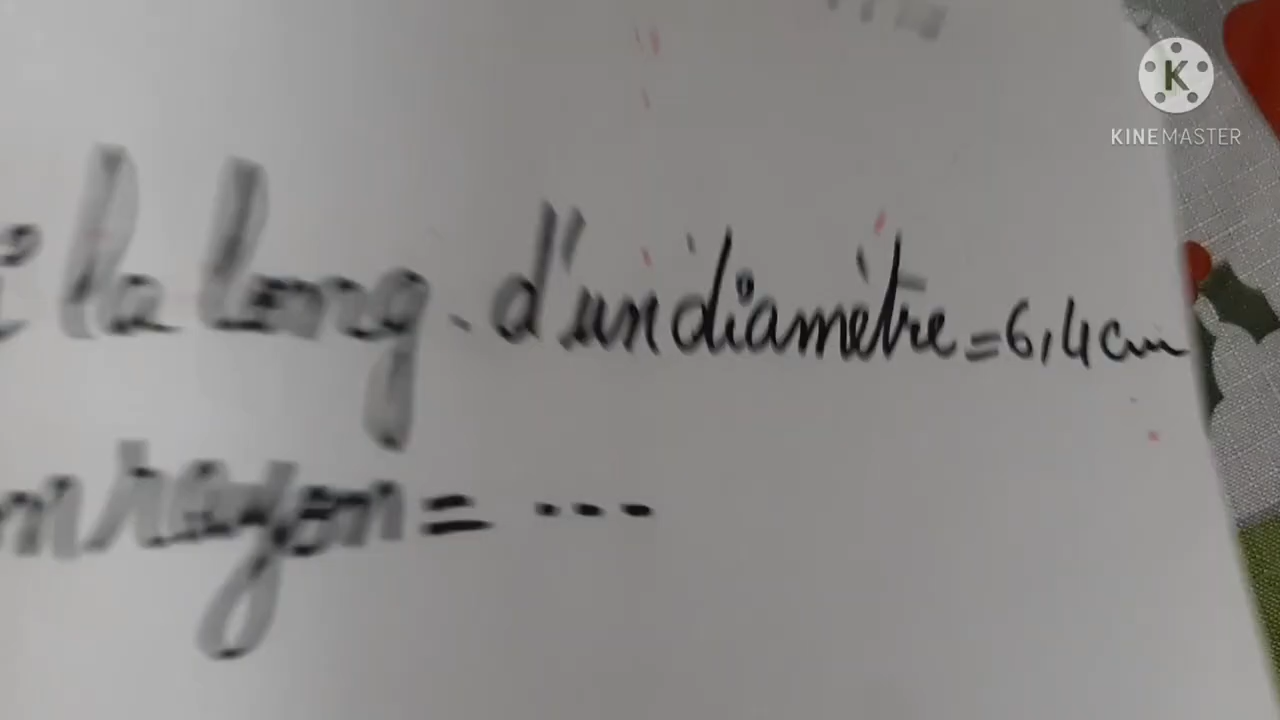 la long. d'un diamètre = 6,4 cm
rayon = ...
KINEMASTER